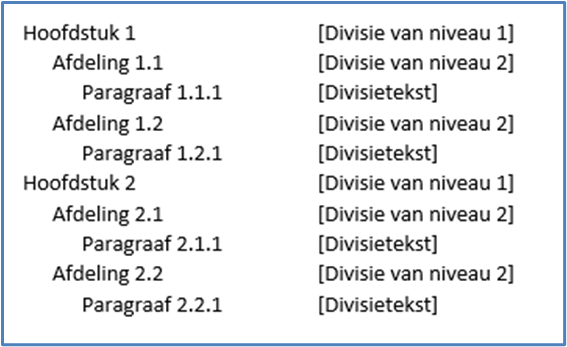 Hoofdstuk 1 [Divisie van niveau 1]
Afdeling 1.1 [Divisie van niveau 2]
Paragraaf 1.1.1 [Divisietekst]
Afdeling 1.2 [Divisie van niveau 2]
Paragraaf 1.2.1 [Divisietekst]
Hoofdstuk 2 [Divisie van niveau 1]
Afdeling 2.1 [Divisie van niveau 2]
Paragraaf 2.1.1 [Divisietekst]
Afdeling 2.2 [Divisie van niveau 2]
Paragraaf 2.2.1 [Divisietekst]